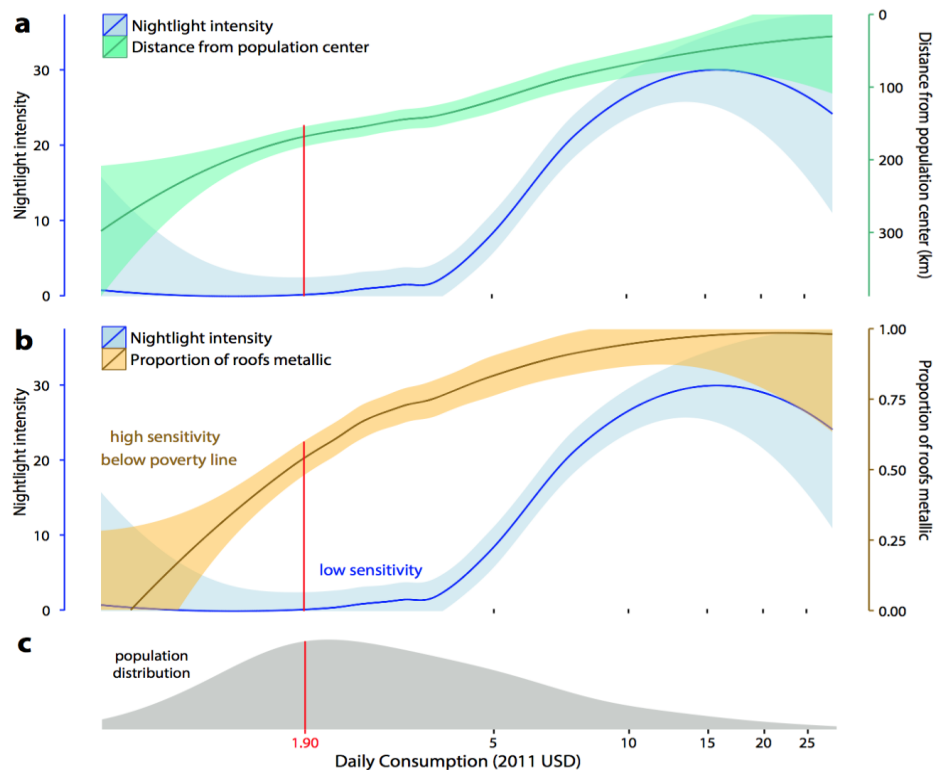 a
Nightlight intensity
Distance from population center
Nightlight intensity
30
20
10
0
0
100
200
300
Distance from population center (km)
b
Nightlight intensity
Proportion of roofs metallic
high sensitivity
below poverty line
low sensitivity
Nightlight intensity
30
20
10
0
1.00
0.75
0.50
0.25
0.00
Proportion of roofs metallic
c
population
distribution
1.90 5 10 15 20 25
Daily Consumption (2011 USD)